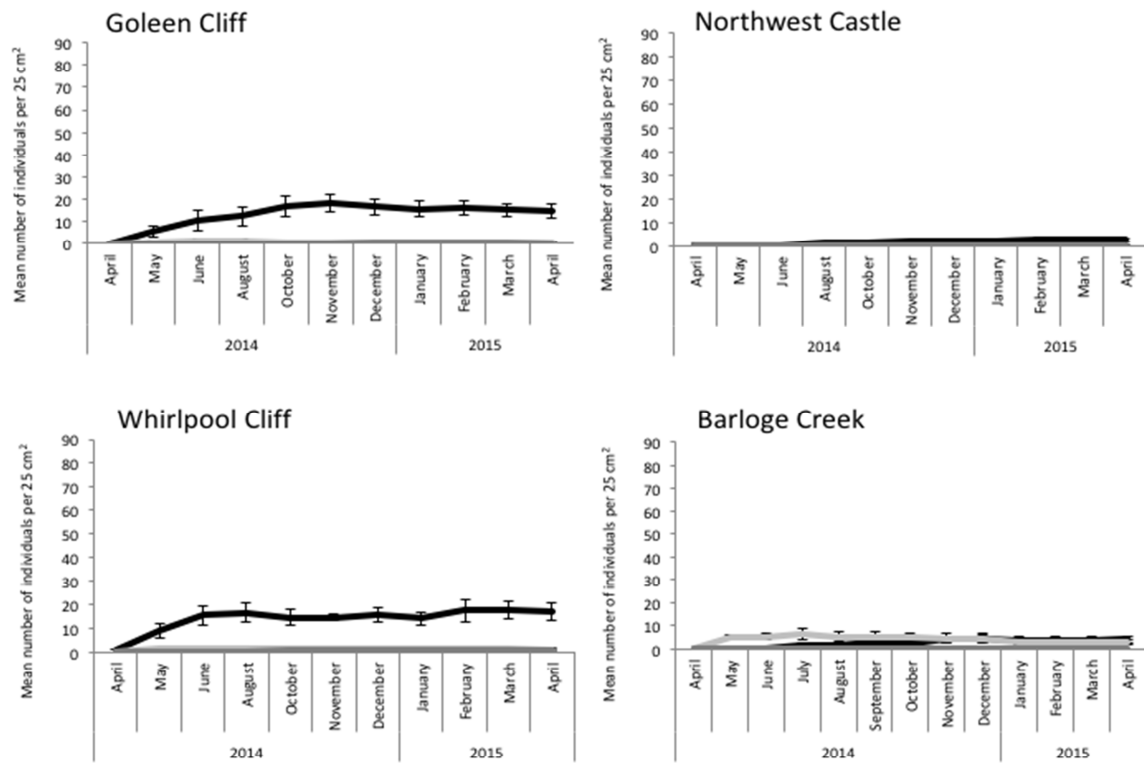 Goleen Cliff
Mean number of individuals per 25 cm²
90
80
70
60
50
40
30
20
10
0
April
May
June
August
October
November
December
January
February
March
April
2014
2015
Northwest Castle
Mean number of individuals per 25 cm²
90
80
70
60
50
40
30
20
10
0
April
May
June
August
October
November
December
January
February
March
April
2014
2015
Whirlpool Cliff
Mean number of individuals per 25 cm²
90
80
70
60
50
40
30
20
10
0
April
May
June
August
October
November
December
January
February
March
April
2014
2015
Barloge Creek
Mean number of individuals per 25 cm²
90
80
70
60
50
40
30
20
10
0
April
May
June
July
August
September
October
November
December
January
February
March
April
2014
2015